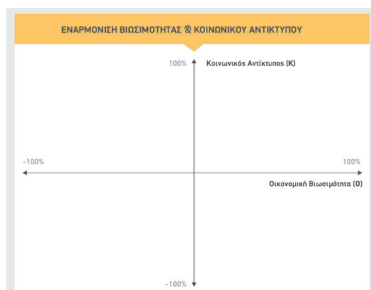 ΕΝΑΡΜΟΝΙΣΗ ΒΙΩΣΙΜΟΤΗΤΑΣ & ΚΟΙΝΩΝΙΚΟΥ ΑΝΤΙΚΤΥΠΟΥ
100% Κοινωνικός Αντίκτυπος (Κ)
-100% 100%
Οικονομική Βιωσιμότητα (Ο)
-100%